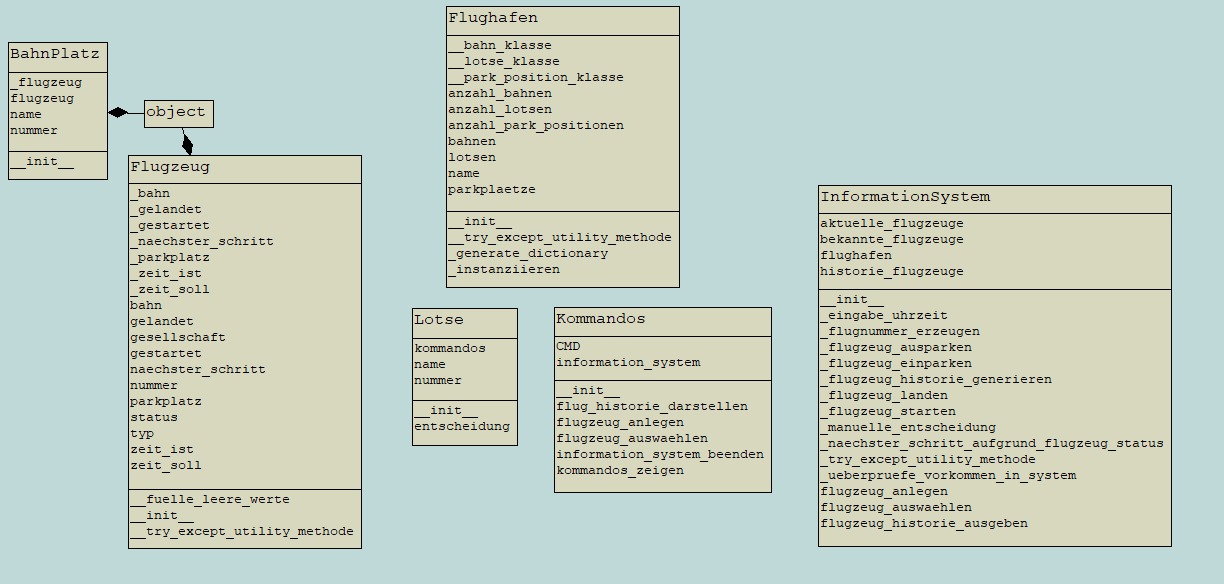 BahnPlatz
_flugzeug
flugzeug
name
nummer
__init__
object
Flugzeug
_bahn
_gelandet
_gestartet
_naechster_schritt
_parkplatz
_zeit_ist
_zeit_soll
bahn
gelandet
gesellschaft
gestartet
naechster_schritt
nummer
parkplatz
status
typ
zeit_ist
zeit_soll
__fuelle_leere_werte
__init__
__try_except_utility_methode
Flughafen
__bahn_klasse
__lotse_klasse
__park_position_klasse
anzahl_bahnen
anzahl_lotsen
anzahl_park_positionen
bahnen
lotsen
name
parkplaetze
__init__
__try_except_utility_methode
_generate_dictionary
_instanziieren
Lotse
kommandos
name
nummer
__init__
entscheidung
Kommandos
CMD
information_system
__init__
flug_historie_darstellen
flugzeug_anlegen
flugzeug_auswaehlen
information_system_beenden
kommandos_zeigen
InformationSystem
aktuelle_flugzeuge
bekannte_flugzeuge
flughafen
historie_flugzeuge
__init__
_eingabe_uhrzeit
_flugnummer_erzeugen
_flugzeug_ausparken
_flugzeug_einparken
_flugzeug_historie_generieren
_flugzeug_landen
_flugzeug_starten
_manuelle_entscheidung
_naechster_schritt_aufgrund_flugzeug_status
_try_except_utility_methode
_ueberpruefe_vorkommen_in_system
flugzeug_anlegen
flugzeug_auswaehlen
flugzeug_historie_ausgeben